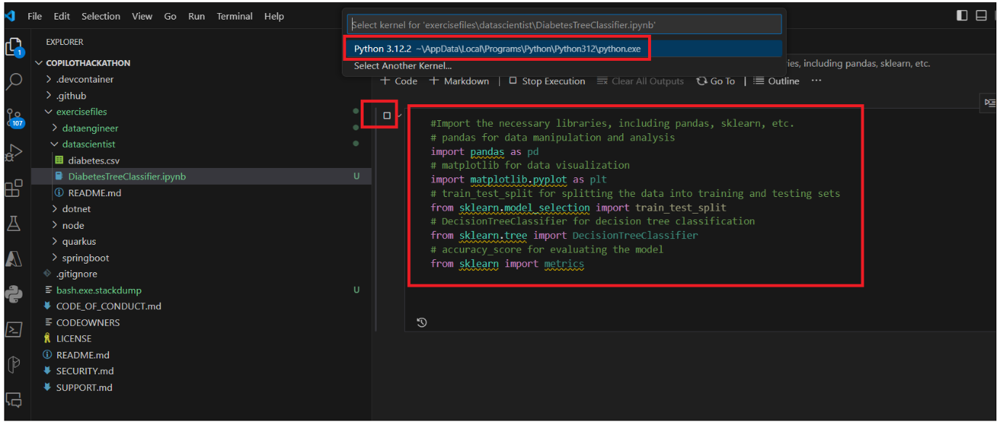 File Edit Selection View Go Run Terminal Help
Select kernel for 'exercisefiles\datascientist\DiabetesTreeClassifier.ipynb'
Python 3.12.2 ~\AppData\Local\Programs\Python\Python312\python.exe
Select Another Kernel...
EXPLORER
1
COPILOTHACKATHON
.devcontainer
.github
exercisefiles
107
dataengineer
datascientist
diabetes.csv
DiabetesTreeClassifier.ipynb U
README.md
dotnet
node
quarkus
springboot
.gitignore
bash.exe.stackdump U
CODE_OF_CONDUCT.md
CODEOWNERS
LICENSE
README.md
SECURITY.md
SUPPORT.md
including pandas, sklearn, etc.
+ Code + Markdown | Stop Execution Clear All Outputs Go To | Outline ...
#Import the necessary libraries, including pandas, sklearn, etc.
# pandas for data manipulation and analysis
import pandas as pd
# matplotlib for data visualization
import matplotlib.pyplot as plt
# train_test_split for splitting the data into training and testing sets
from sklearn.model_selection import train_test_split
# DecisionTreeClassifier for decision tree classification
from sklearn.tree import DecisionTreeClassifier
# accuracy_score for evaluating the model
from sklearn import metrics